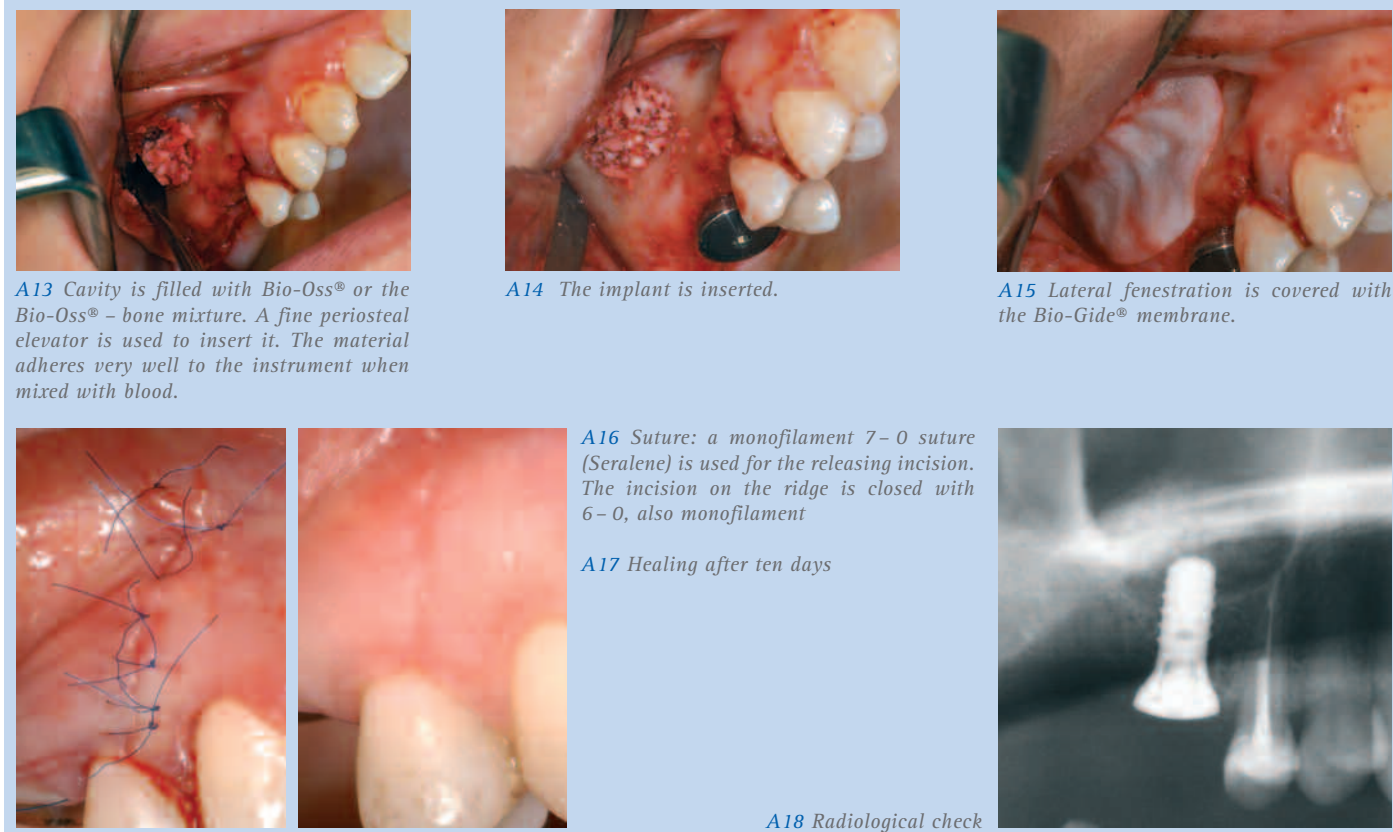 A13 Cavity is filled with Bio-Oss® or the
Bio-Oss® – bone mixture. A fine periosteal
elevator is used to insert it. The material
adheres very well to the instrument when
mixed with blood.
A14 The implant is inserted.
A15 Lateral fenestration is covered with
the Bio-Gide® membrane.
A16 Suture: a monofilament 7–0 suture
(Seralene) is used for the releasing incision.
The incision on the ridge is closed with
6–0, also monofilament
A17 Healing after ten days
A18 Radiological check